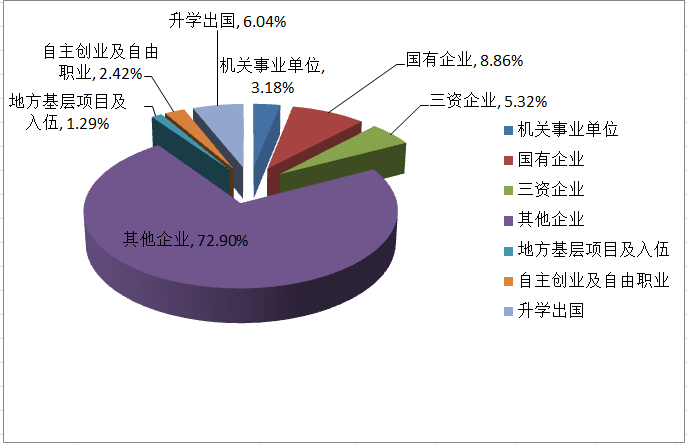 升学出国, 6.04%
自主创业及自由
职业, 2.42%
机关事业单位,
3.18%
国有企业, 8.86%
地方基层项目及
入伍, 1.29%
三资企业, 5.32%
其他企业, 72.90%
机关事业单位
国有企业
三资企业
其他企业
地方基层项目及入伍
自主创业及自由职业
升学出国